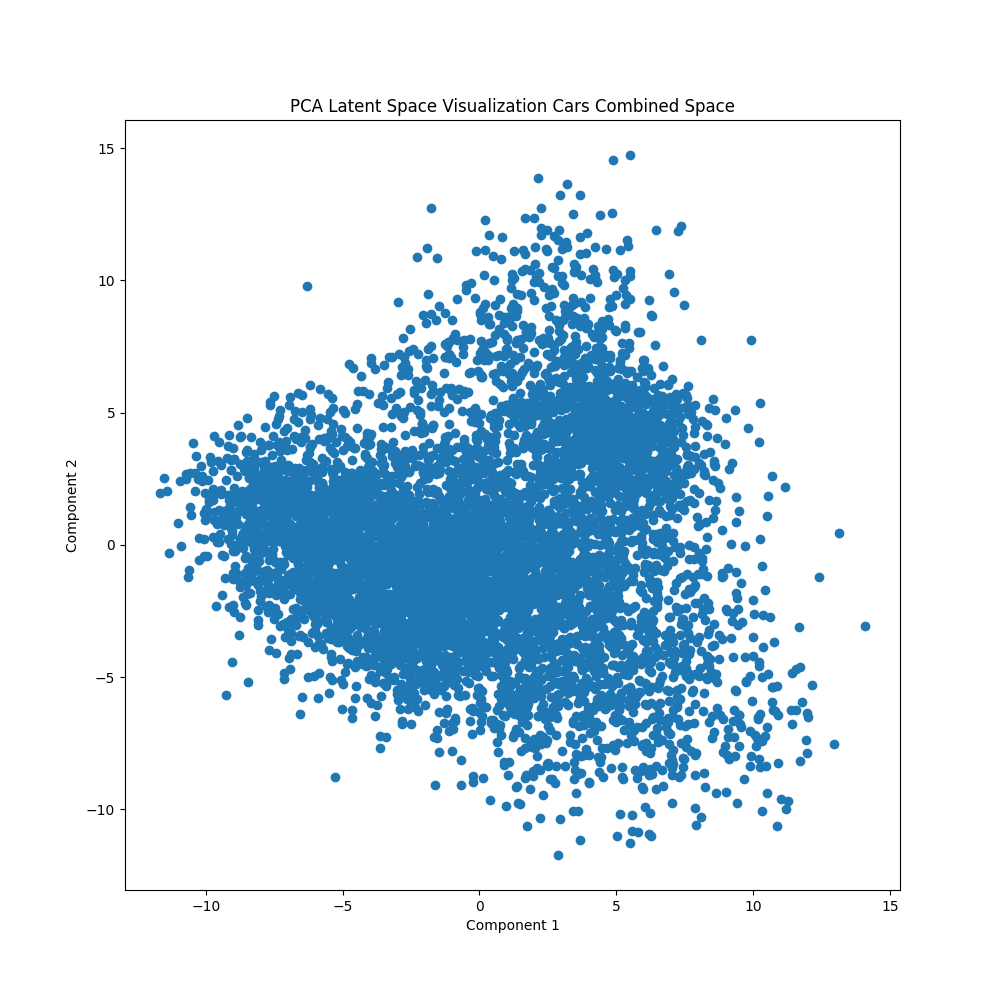 PCA Latent Space Visualization Cars Combined Space
15
10
5
0
−5
−10
Component 2
−10 −5 0 5 10 15
Component 1